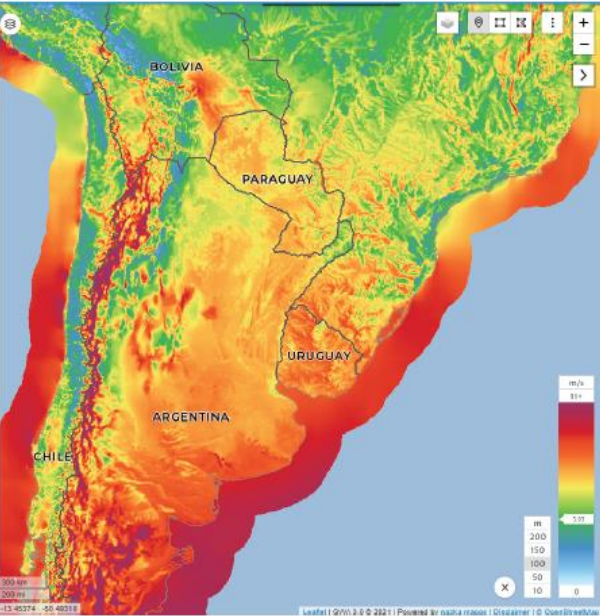 BOLIVIA
PARAGUAY
URUGUAY
ARGENTINA
CHILE
+
−
m/s
0
m
200
150
100
50
10
300 km
200 mi
Leaflet | GWA 3.0 © 2021 | Powered by nazka mapps | Disclaimer | © OpenStreetMap